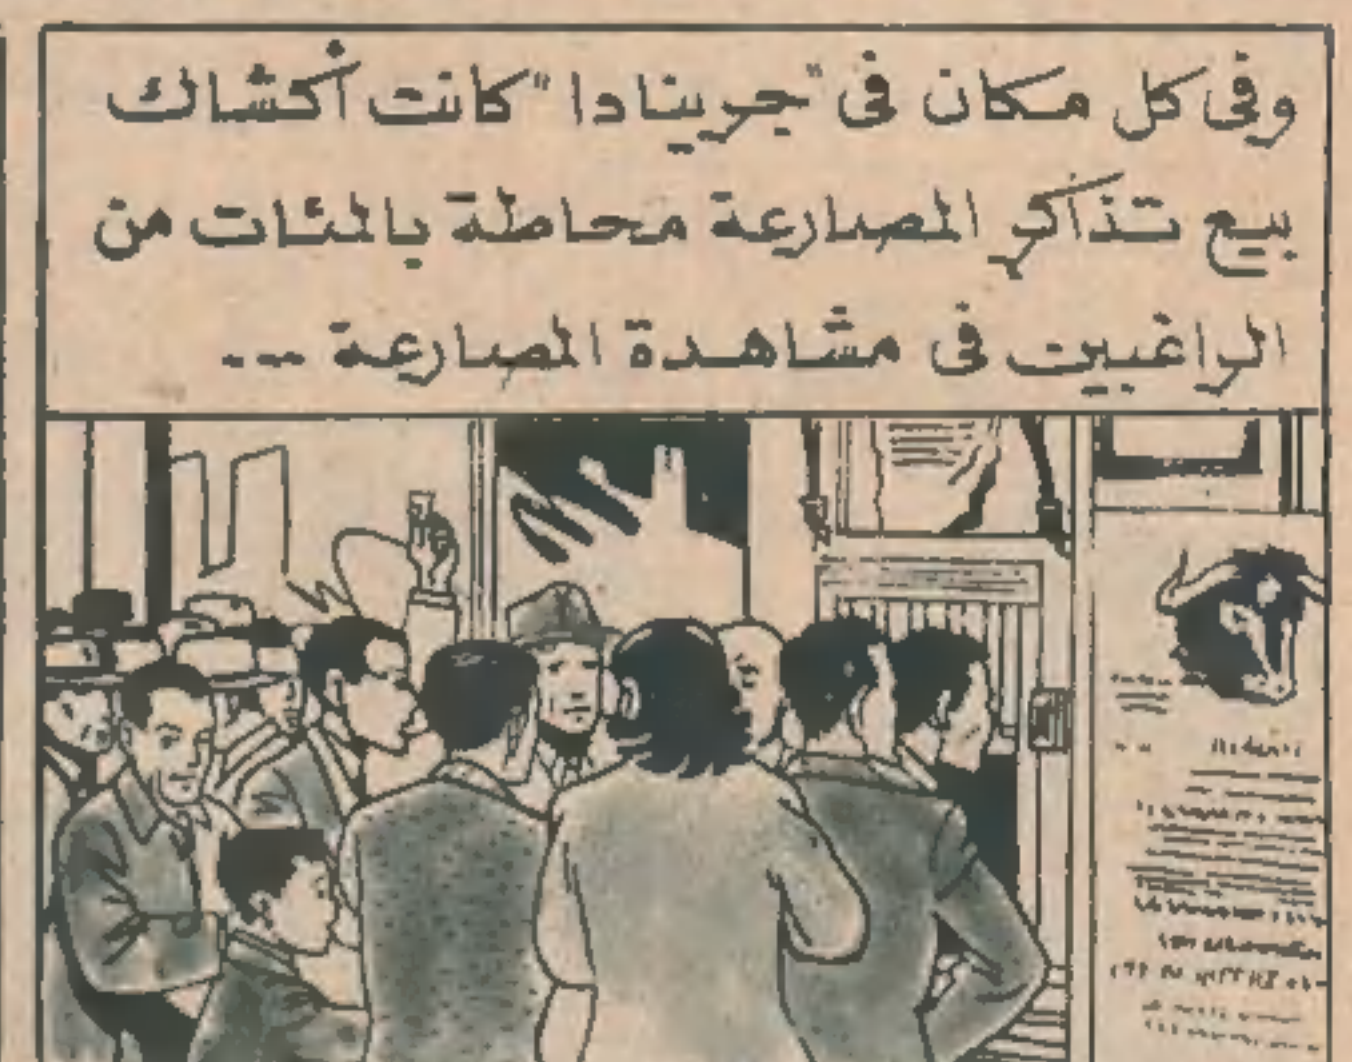 وفى كل مكان فى "جرينادا" كانت أكشاك
بيع تذاكر المصارعة محاطة بالمئات من
الراغبين فى مشاهدة المصارعة ---